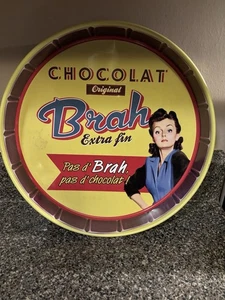 CHOCOLAT
Original
Brah
Extra fin
Pas d'Brah,
pas d'chocolat !